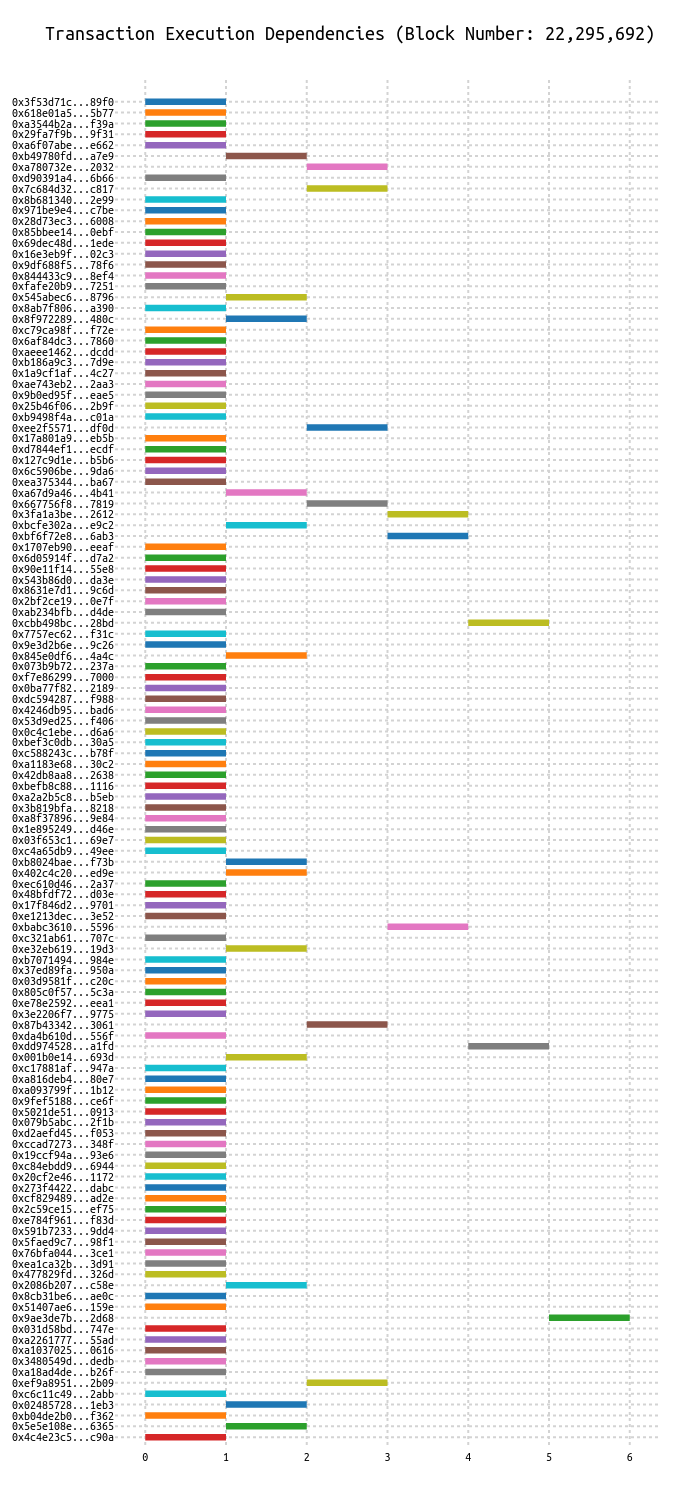 Transaction Execution Dependencies (Block Number: 22,295,692)
0x3f53d71c...89f0
0x618e01a5...5b77
0xa3544b2a...f39a
0x29fa7f9b...9f31
0xa6f07abe...e662
0xb49780fd...a7e9
0xa780732e...2032
0xd90391a4...6b66
0x7c684d32...c817
0x8b681340...2e99
0x971be9e4...c7be
0x28d73ec3...6008
0x85bbee14...0ebf
0x69dec48d...1ede
0x16e3eb9f...02c3
0x9df688f5...78f6
0x844433c9...8ef4
0xfafe20b9...7251
0x545abec6...8796
0x8ab7f806...a390
0x8f972289...480c
0xc79ca98f...f72e
0x6af84dc3...7860
0xaeee1462...dcdd
0xb186a9c3...7d9e
0x1a9cf1af...4c27
0xae743eb2...2aa3
0x9b0ed95f...eae5
0x25b46f06...2b9f
0xb9498f4a...c01a
0xee2f5571...df0d
0x17a801a9...eb5b
0xd7844ef1...ecdf
0x127c9d1e...b5b6
0x6c5906be...9da6
0xea375344...ba67
0xa67d9a46...4b41
0x667756f8...7819
0x3fa1a3be...2612
0xbcfe302a...e9c2
0xbf6f72e8...6ab3
0x1707eb90...eeaf
0x6d05914f...d7a2
0x90e11f14...55e8
0x543b86d0...da3e
0x8631e7d1...9c6d
0x2bf2ce19...0e7f
0xab234bfb...d4de
0xcbb498bc...28bd
0x7757ec62...f31c
0x9e3d2b6e...9c26
0x845e0df6...4a4c
0x073b9b72...237a
0xf7e86299...7000
0x0ba77f82...2189
0xdc594287...f988
0x4246db95...bad6
0x53d9ed25...f406
0x0c4c1ebe...d6a6
0xbef3c0db...30a5
0xc588243c...b78f
0xa1183e68...30c2
0x42db8aa8...2638
0xbefb8c88...1116
0xa2a2b5c8...b5eb
0x3b819bfa...8218
0xa8f37896...9e84
0x1e895249...d46e
0x03f653c1...69e7
0xc4a65db9...49ee
0xb8024bae...f73b
0x402c4c20...ed9e
0xec610d46...2a37
0x48bfdf72...d03e
0x17f846d2...9701
0xe1213dec...3e52
0xbabc3610...5596
0xc321ab61...707c
0xe32eb619...19d3
0xb7071494...984e
0x37ed89fa...950a
0x03d9581f...c20c
0x805c0f57...5c3a
0xe78e2592...eea1
0x3e2206f7...9775
0x87b43342...3061
0xda4b610d...556f
0xdd974528...a1fd
0x001b0e14...693d
0xc17881af...947a
0xa816deb4...80e7
0xa093799f...1b12
0x9fef5188...ce6f
0x5021de51...0913
0x079b5abc...2f1b
0xd2aefd45...f053
0xccad7273...348f
0x19ccf94a...93e6
0xc84ebdd9...6944
0x20cf2e46...1172
0x273f4422...dabc
0xcf829489...ad2e
0x2c59ce15...ef75
0xe784f961...f83d
0x591b7233...9dd4
0x5faed9c7...98f1
0x76bfa044...3ce1
0xea1ca32b...3d91
0x477829fd...326d
0x2086b207...c58e
0x8cb31be6...ae0c
0x51407ae6...159e
0x9ae3de7b...2d68
0x031d58bd...747e
0xa2261777...55ad
0xa1037025...0616
0x3480549d...dedb
0xa18ad4de...b26f
0xef9a8951...2b09
0xc6c11c49...2abb
0x02485728...1eb3
0xb04de2b0...f362
0x5e5e108e...6365
0x4c4e23c5...c90a
0 1 2 3 4 5 6